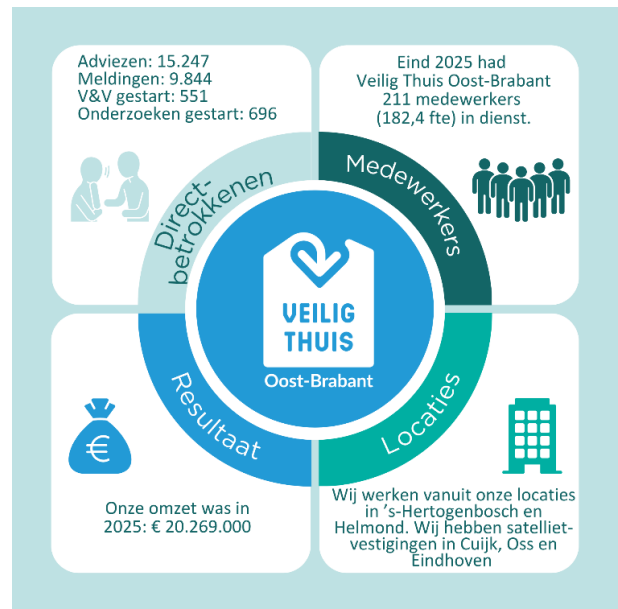 Adviezen: 15.247
Meldingen: 9.844
V&V gestart: 551
Onderzoeken gestart: 696
Direct-
betrokkenen
Eind 2025 had
Veilig Thuis Oost-Brabant
211 medewerkers
(182,4 fte) in dienst.
Medewerkers
VEILIG
THUIS
Oost-Brabant
Resultaat
€
Onze omzet was in
2025: € 20.269.000
Locaties
Wij werken vanuit onze locaties
in ’s-Hertogenbosch en
Helmond. Wij hebben satelliet-
vestigingen in Cuijk, Oss en
Eindhoven